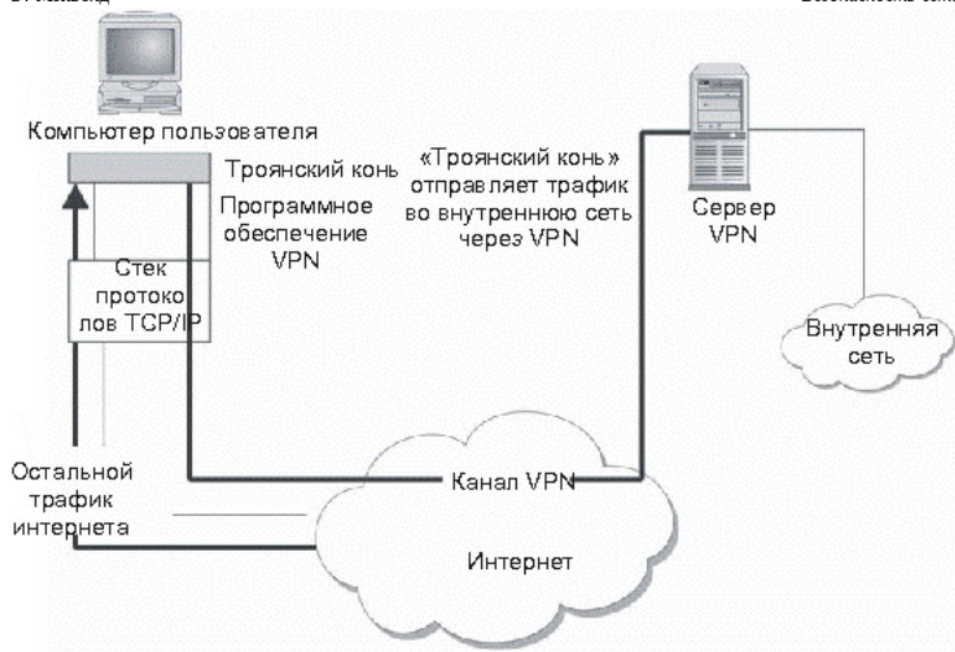 Компьютер пользователя
Троянский конь
Программное
обеспечение
VPN
«Троянский конь»
отправляет трафик
во внутреннюю сеть
через VPN
Сервер
VPN
Стек
протоко
лов TCP/IP
Внутренняя
сеть
Остальной
трафик
интернета
Канал VPN
Интернет